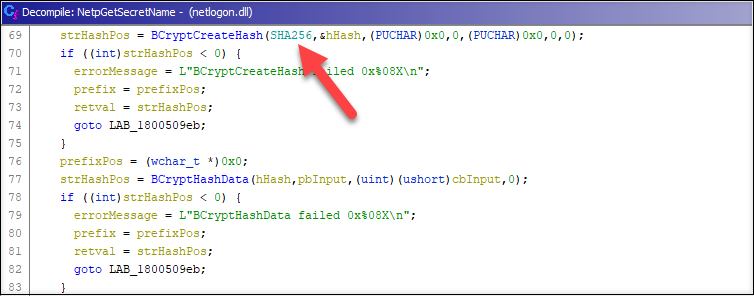 Decompile: NetpGetSecretName - (netlogon.dll)
69 strHashPos = BCryptCreateHash(SHA256,&hHash,(PUCHAR)0x0,0,(PUCHAR)0x0,0,0);
70 if ((int)strHashPos < 0) {
71 errorMessage = L"BCryptCreateHash failed 0x%08X\n";
72 prefix = prefixPos;
73 retval = strHashPos;
74 goto LAB_1800509eb;
75 }
76 prefixPos = (wchar_t *)0x0;
77 strHashPos = BCryptHashData(hHash,pbInput,(uint)(ushort)cbInput,0);
78 if ((int)strHashPos < 0) {
79 errorMessage = L"BCryptHashData failed 0x%08X\n";
80 prefix = prefixPos;
81 retval = strHashPos;
82 goto LAB_1800509eb;
83 }